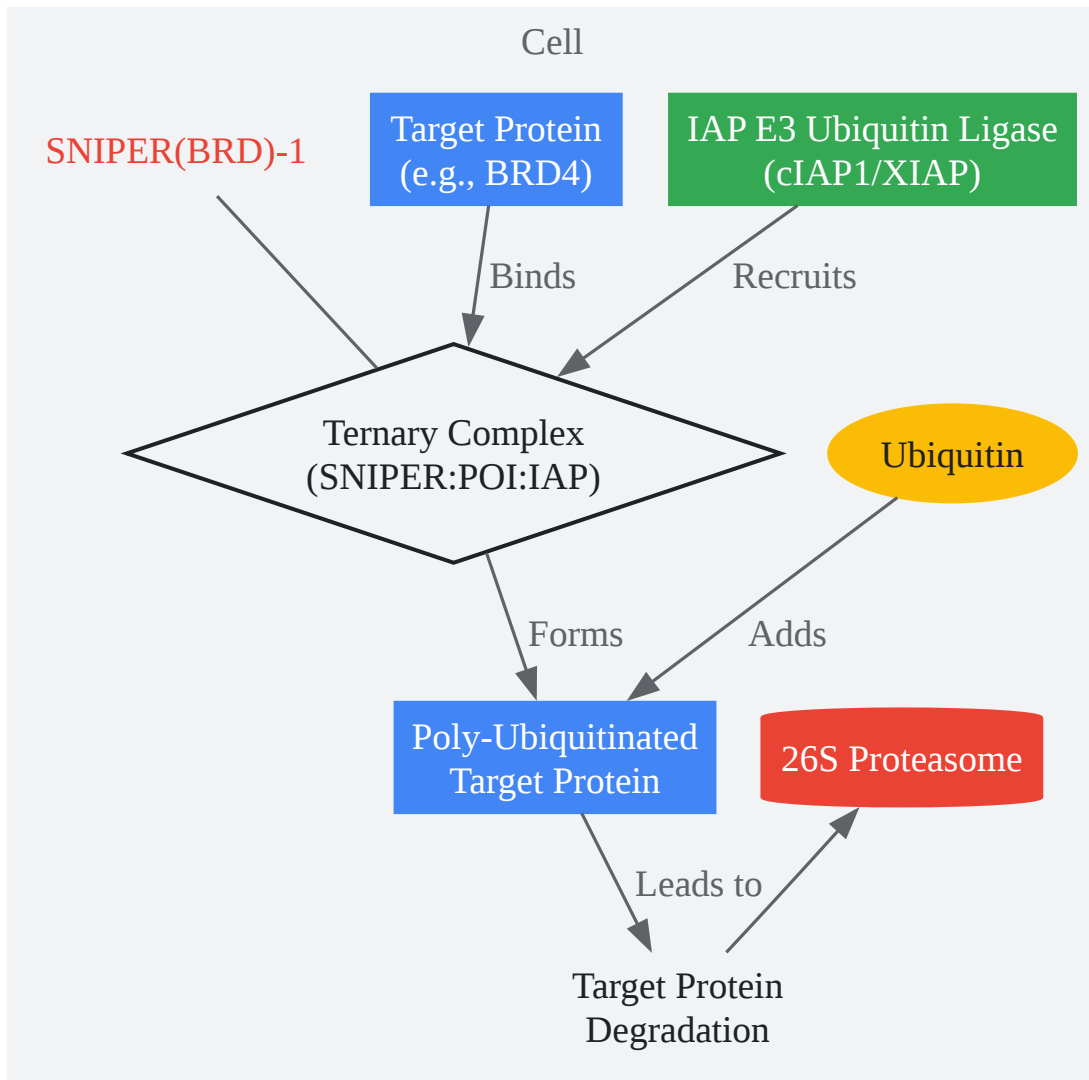 Cell
SNIPER(BRD)-1
Target Protein
(e.g., BRD4)
IAP E3 Ubiquitin Ligase
(cIAP1/XIAP)
Binds
Recruits
Ternary Complex
(SNIPER:POI:IAP)
Ubiquitin
Forms
Adds
Poly-Ubiquitinated
Target Protein
26S Proteasome
Leads to
Target Protein
Degradation